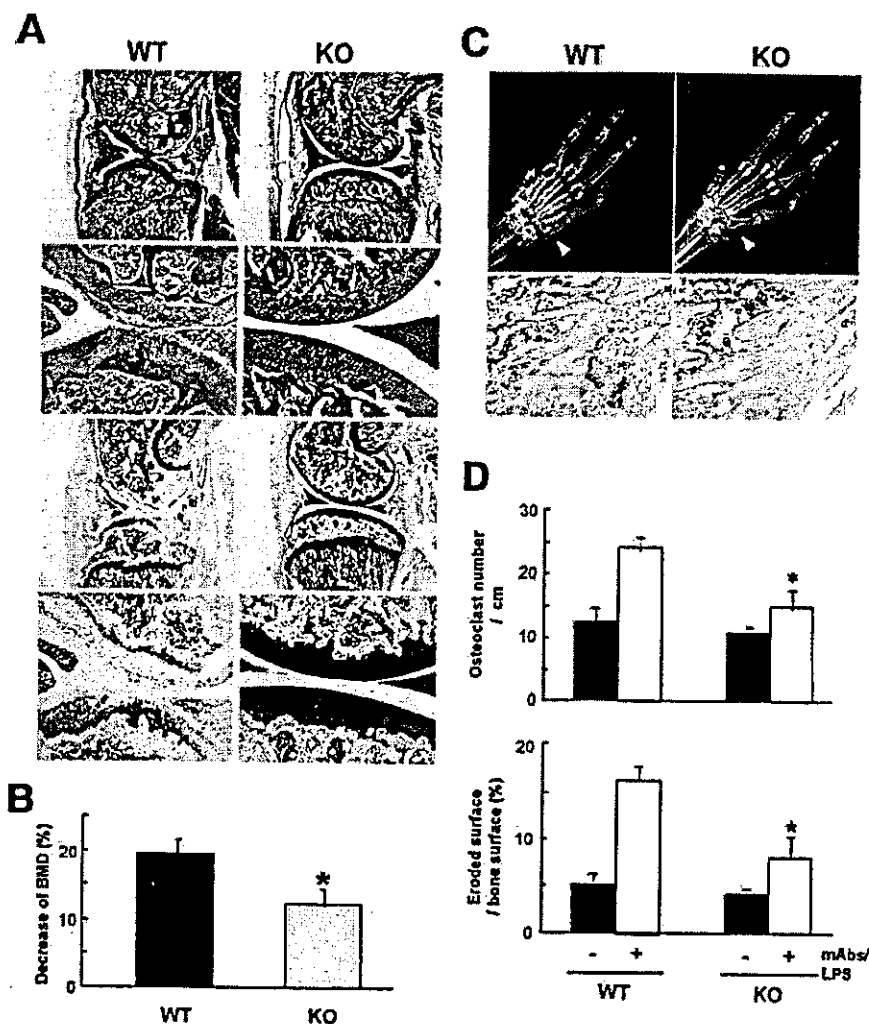 A
WT KO
C
WT KO
D
Osteoclast number
/ cm
30
20
10
0
Eroded surface
/ bone surface (%)
20
10
0
- + - + mAbs/
LPS
WT KO
B
Decrease of BMD (%)
20
10
0
*
*
*
WT KO